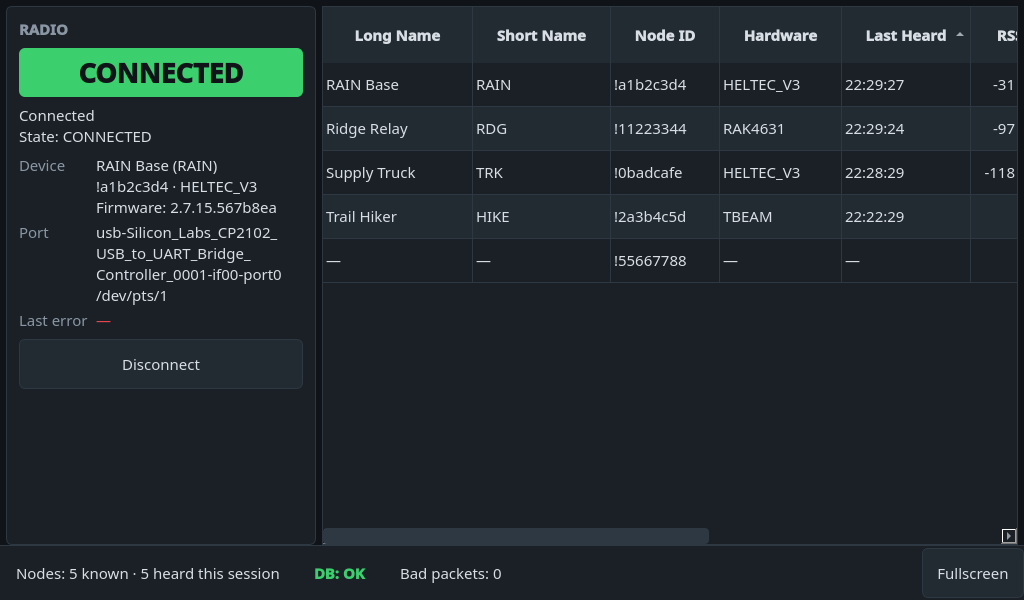 RADIO
CONNECTED
Connected
State: CONNECTED
Device RAIN Base (RAIN)
!a1b2c3d4 · HELTEC_V3
Firmware: 2.7.15.567b8ea
Port usb-Silicon_Labs_CP2102_
USB_to_UART_Bridge_
Controller_0001-if00-port0
/dev/pts/1
Last error —
Disconnect
Long Name Short Name Node ID Hardware Last Heard
RAIN Base RAIN !a1b2c3d4 HELTEC_V3 22:29:27 -31
Ridge Relay RDG !11223344 RAK4631 22:29:24 -97
Supply Truck TRK !0badcafe HELTEC_V3 22:28:29 -118
Trail Hiker HIKE !2a3b4c5d TBEAM 22:22:29
— — !55667788 — —
Nodes: 5 known · 5 heard this session DB: OK Bad packets: 0 Fullscreen